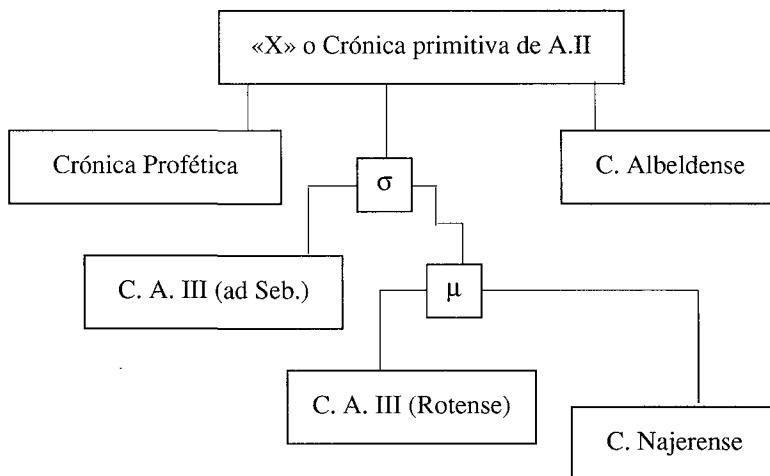 «X» o Crónica primitiva de A.II
Crónica Profética
C. Albeldense
σ
C. A. III (ad Seb.)
μ
C. A. III (Rotense)
C. Najerense